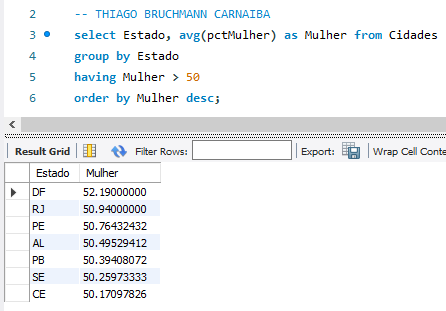 2 -- THIAGO BRUCHMANN CARNAIBA
3 select Estado, avg(pctMulher) as Mulher from Cidades
4 group by Estado
5 having Mulher > 50
6 order by Mulher desc;
Result Grid Filter Rows: Export: Wrap Cell Conte
Estado Mulher
DF 52.19000000
RJ 50.94000000
PE 50.76432432
AL 50.49529412
PB 50.39408072
SE 50.25973333
CE 50.17097826